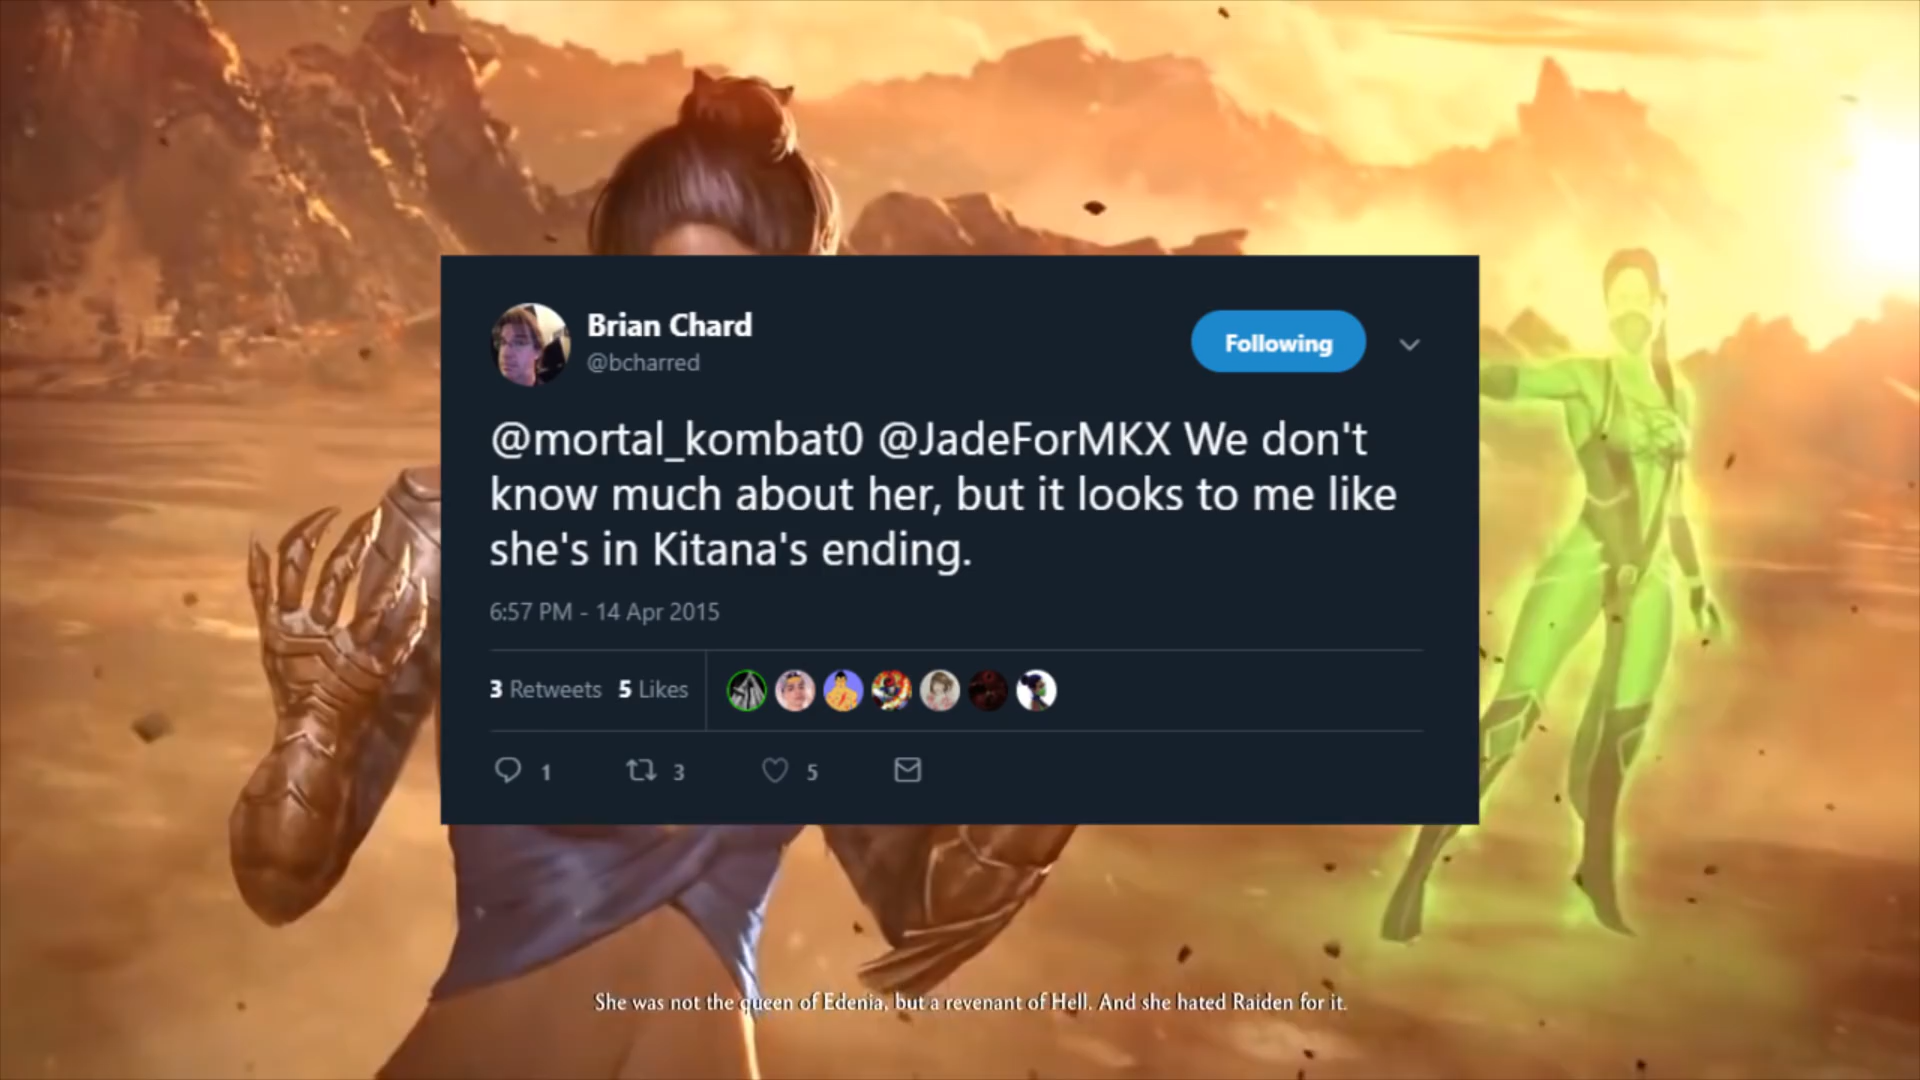 Brian Chard
@bcharred
Following
@mortal_kombat0 @JadeForMKX We don't
know much about her, but it looks to me like
she's in Kitana's ending.
6:57 PM - 14 Apr 2015
3 Retweets 5 Likes
1 3 5
She was not the queen of Edenia, but a revenant of Hell. And she hated Raiden for it.